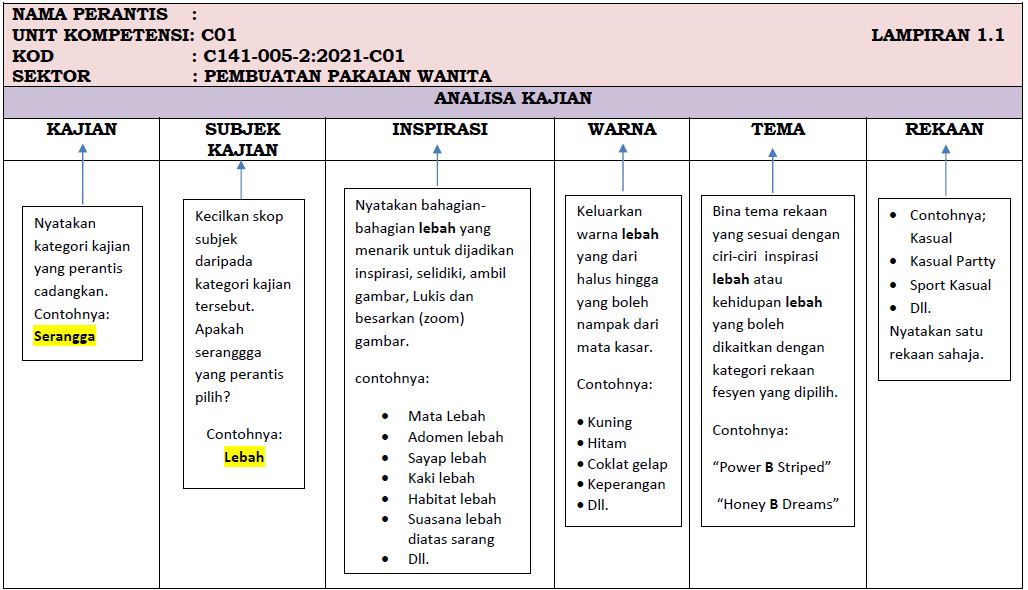 NAMA PERANTIS :
UNIT KOMPETENSI: C01
LAMPIRAN 1.1
KOD : C141-005-2:2021-C01
SEKTOR : PEMBUATAN PAKAIAN WANITA
ANALISA KAJIAN
KAJIAN
SUBJEK
KAJIAN
INSPIRASI
WARNA
TEMA
REKAAN
Nyatakan
kategori kajian
yang perantis
cadangkan.
Contohnya:
Serangga
Kecilkan skop
subjek
daripada
kategori kajian
tersebut.
Apakah
seranggga
yang perantis
pilih?
Contohnya:
Lebah
Nyatakan bahagian-
bahagian lebah yang
menarik untuk dijadikan
inspirasi, selidiki, ambil
gambar, Lukis dan
besarkan (zoom)
gambar.
contohnya:
• Mata Lebah
• Adomen lebah
• Sayap lebah
• Kaki lebah
• Habitat lebah
• Suasana lebah
diatas sarang
• Dll.
Keluarkan
warna lebah
yang dari
halus hingga
yang boleh
nampak dari
mata kasar.
Contohnya:
• Kuning
• Hitam
• Coklat gelap
• Keperangan
• Dll.
Bina tema rekaan
yang sesuai dengan
ciri-ciri inspirasi
lebah atau
kehidupan lebah
yang boleh
dikaitkan dengan
kategori rekaan
fesyen yang dipilih.
Contohnya:
“Power B Striped”
“Honey B Dreams”
• Contohnya;
Kasual
• Kasual Partty
• Sport Kasual
• Dll.
Nyatakan satu
rekaan sahaja.